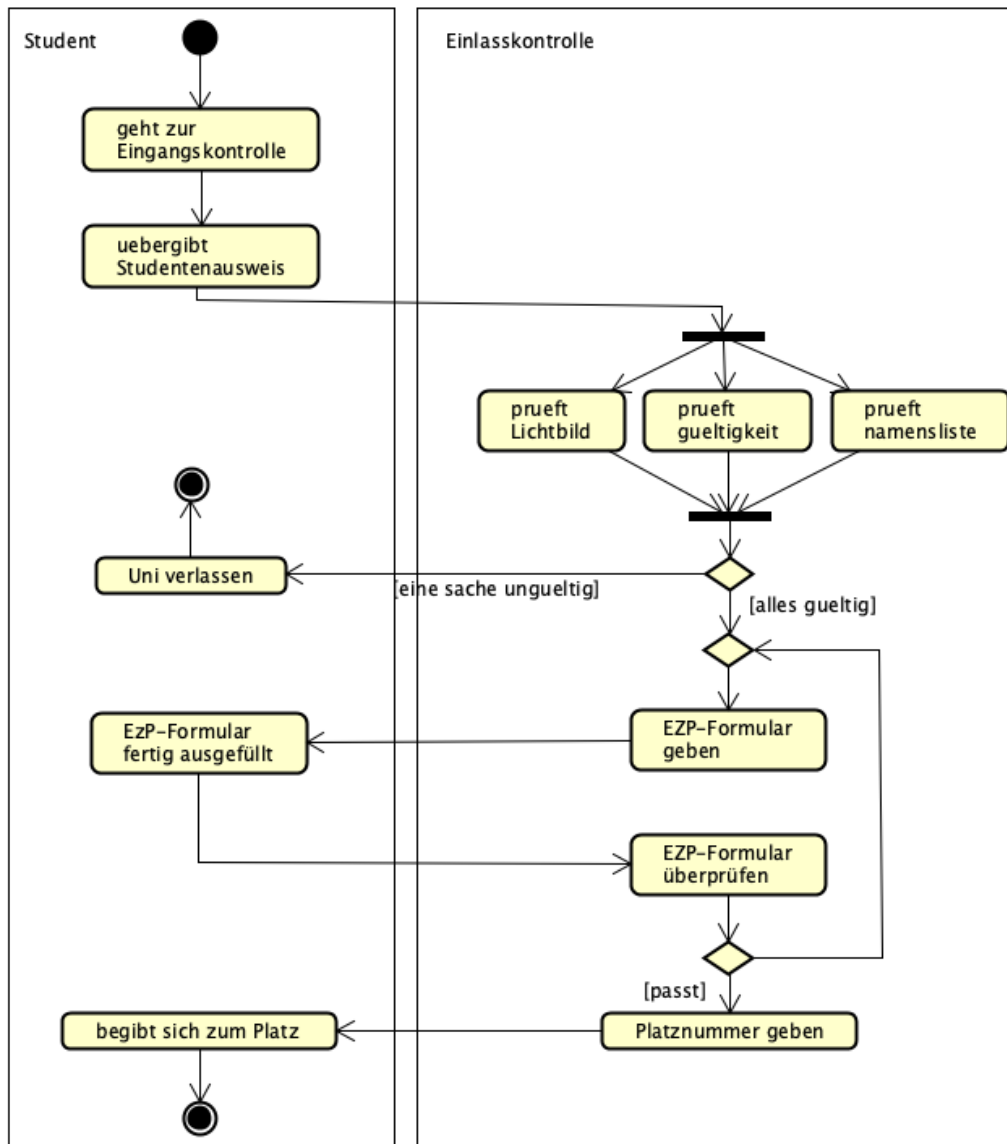 Student
Einlasskontrolle
geht zur
Eingangskontrolle
uebergibt
Studentenausweis
prueft
Lichtbild
prueft
gueltigkeit
prueft
namensliste
Uni verlassen
[eine sache ungueltig]
[alles gueltig]
EzP-Formular
fertig ausgefüllt
EZP-Formular
geben
EZP-Formular
überprüfen
[passt]
begibt sich zum Platz
Platznummer geben